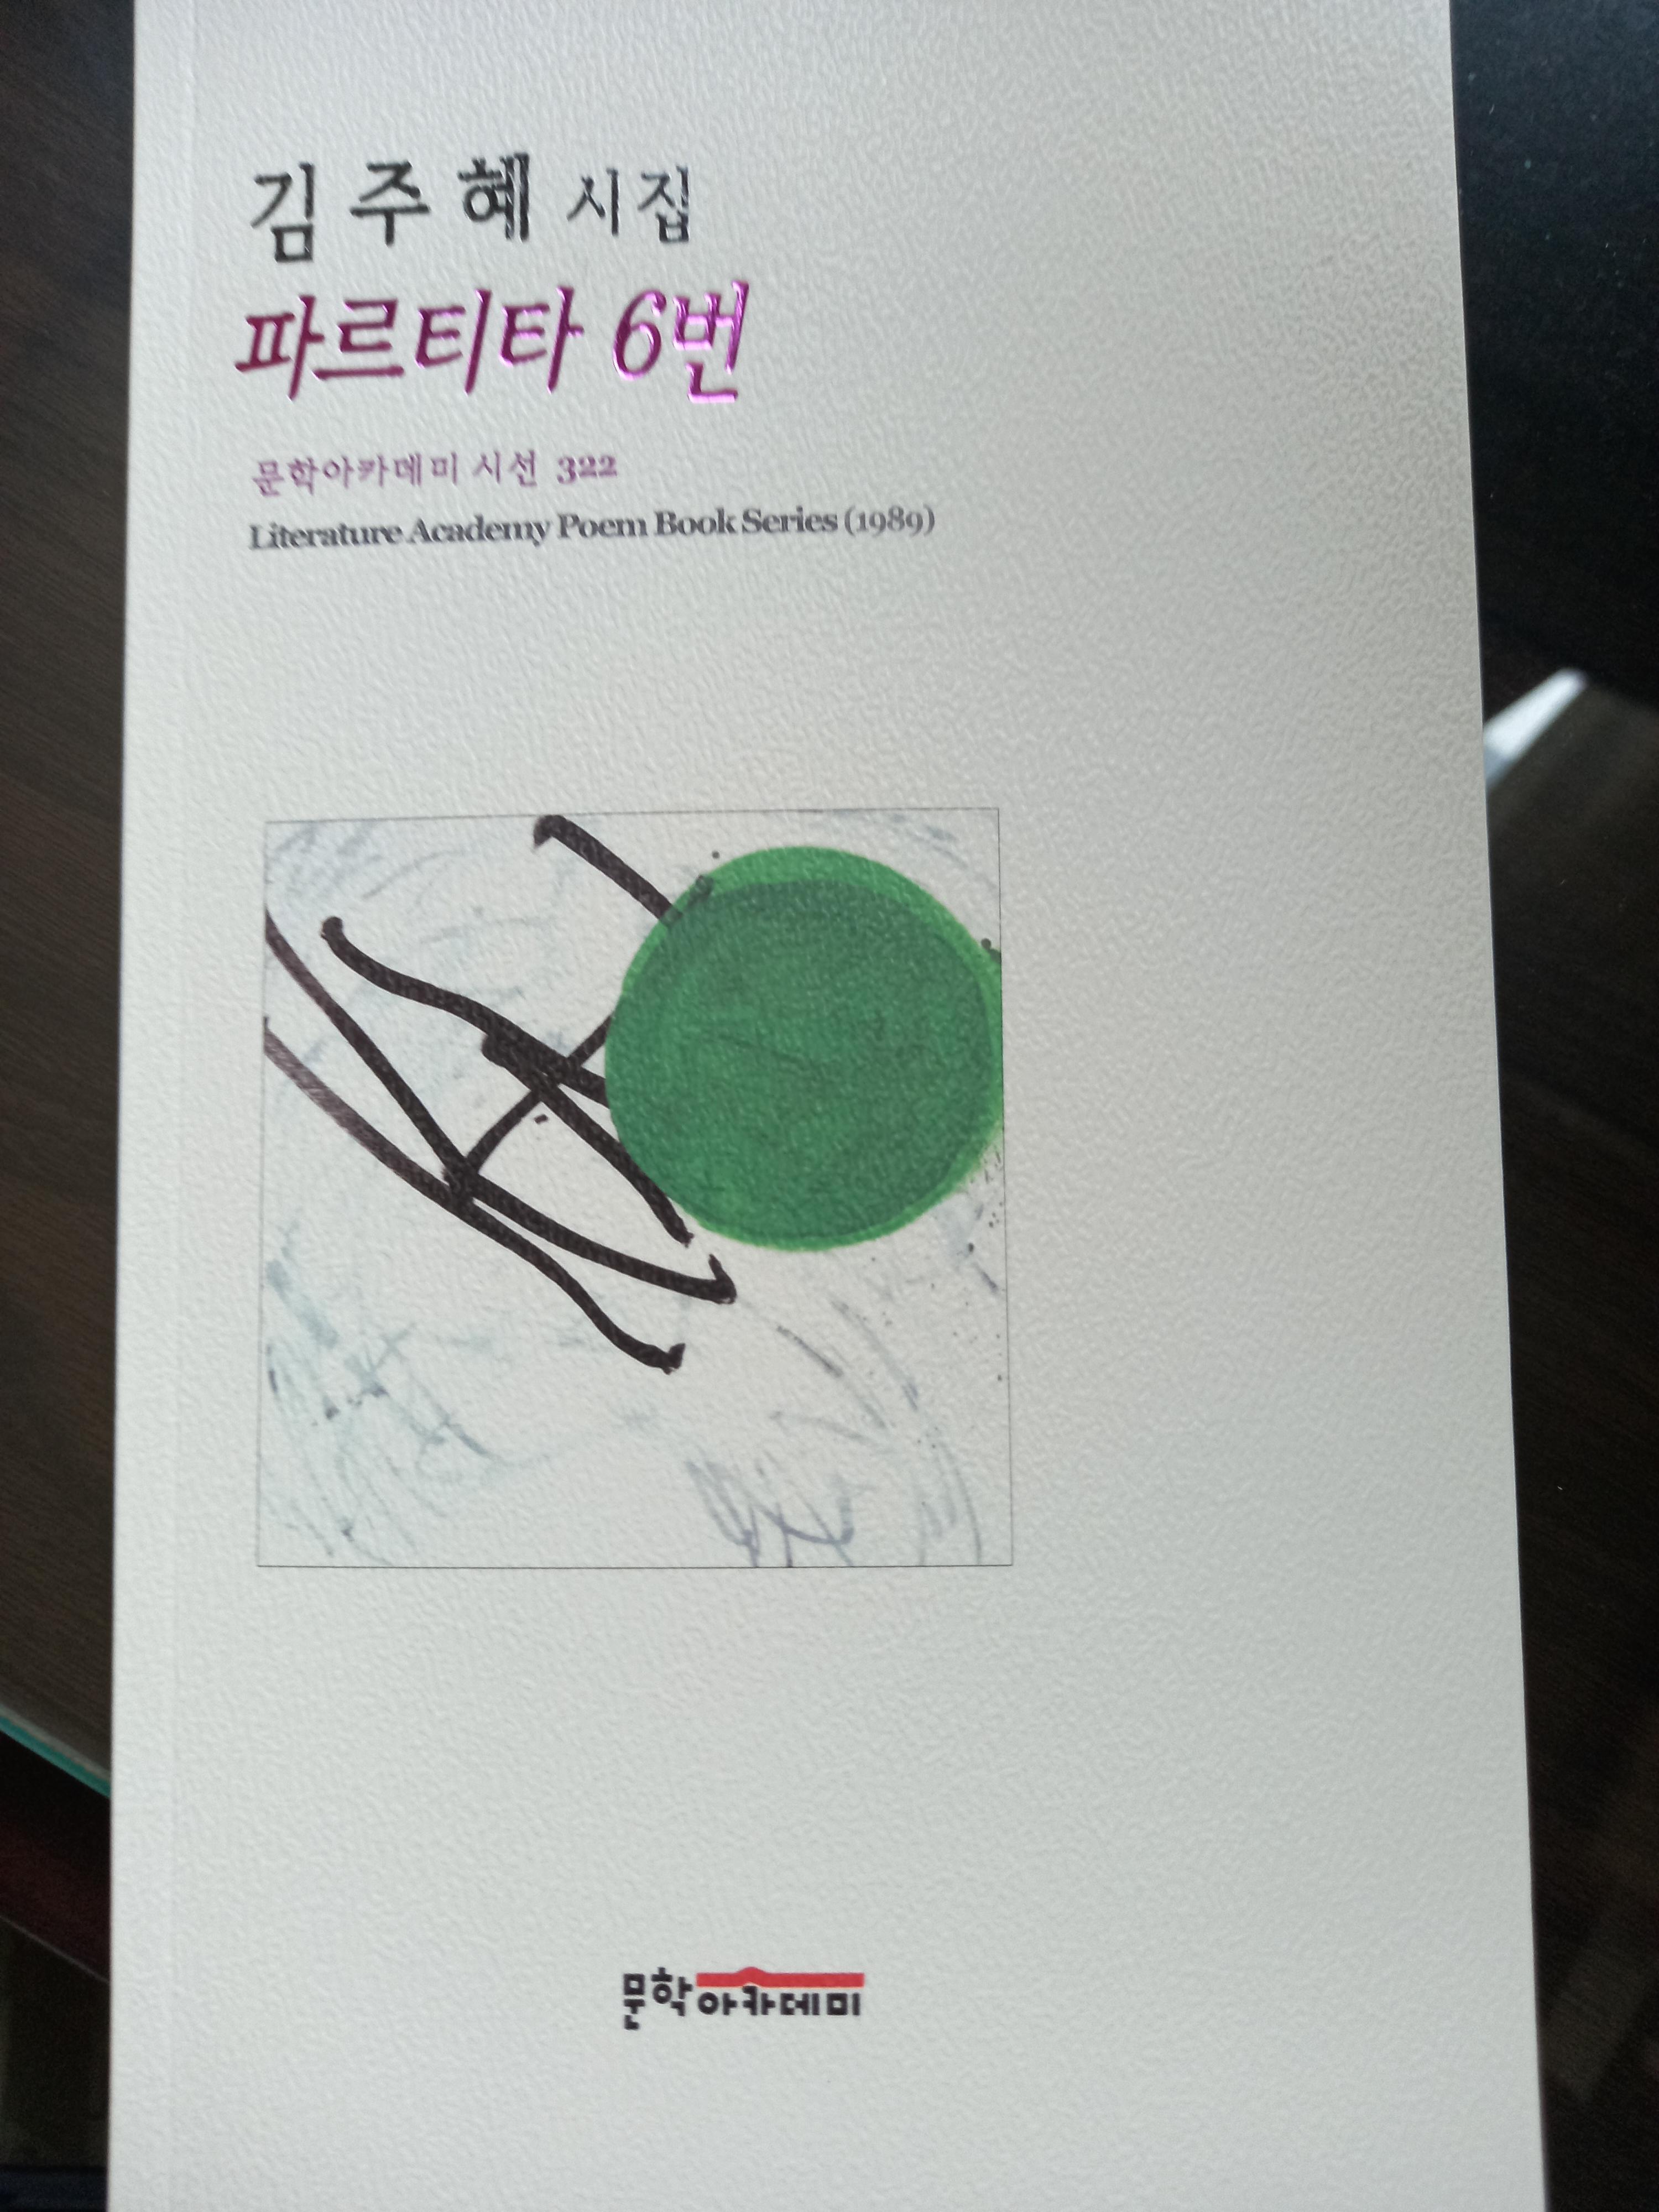 김주혜 시집
파르티타 6번
문학아카데미 시선 322
Literature Academy Poem Book Series (1989)
문학아카데미